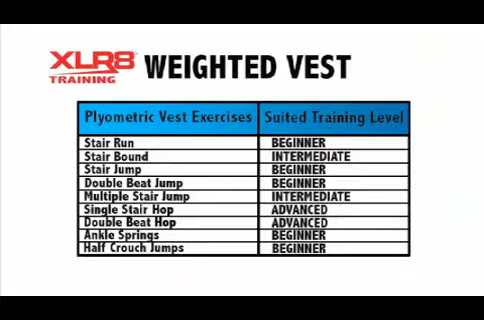 XLR8 TRAINING WEIGHTED VEST
Plyometric Vest Exercises Suited Training Level
Stair Run BEGINNER
Stair Bound INTERMEDIATE
Stair Jump BEGINNER
Double Beat Jump BEGINNER
Multiple Stair Jump INTERMEDIATE
Single Stair Hop ADVANCED
Double Beat Hop ADVANCED
Ankle Springs BEGINNER
Half Crouch Jumps BEGINNER